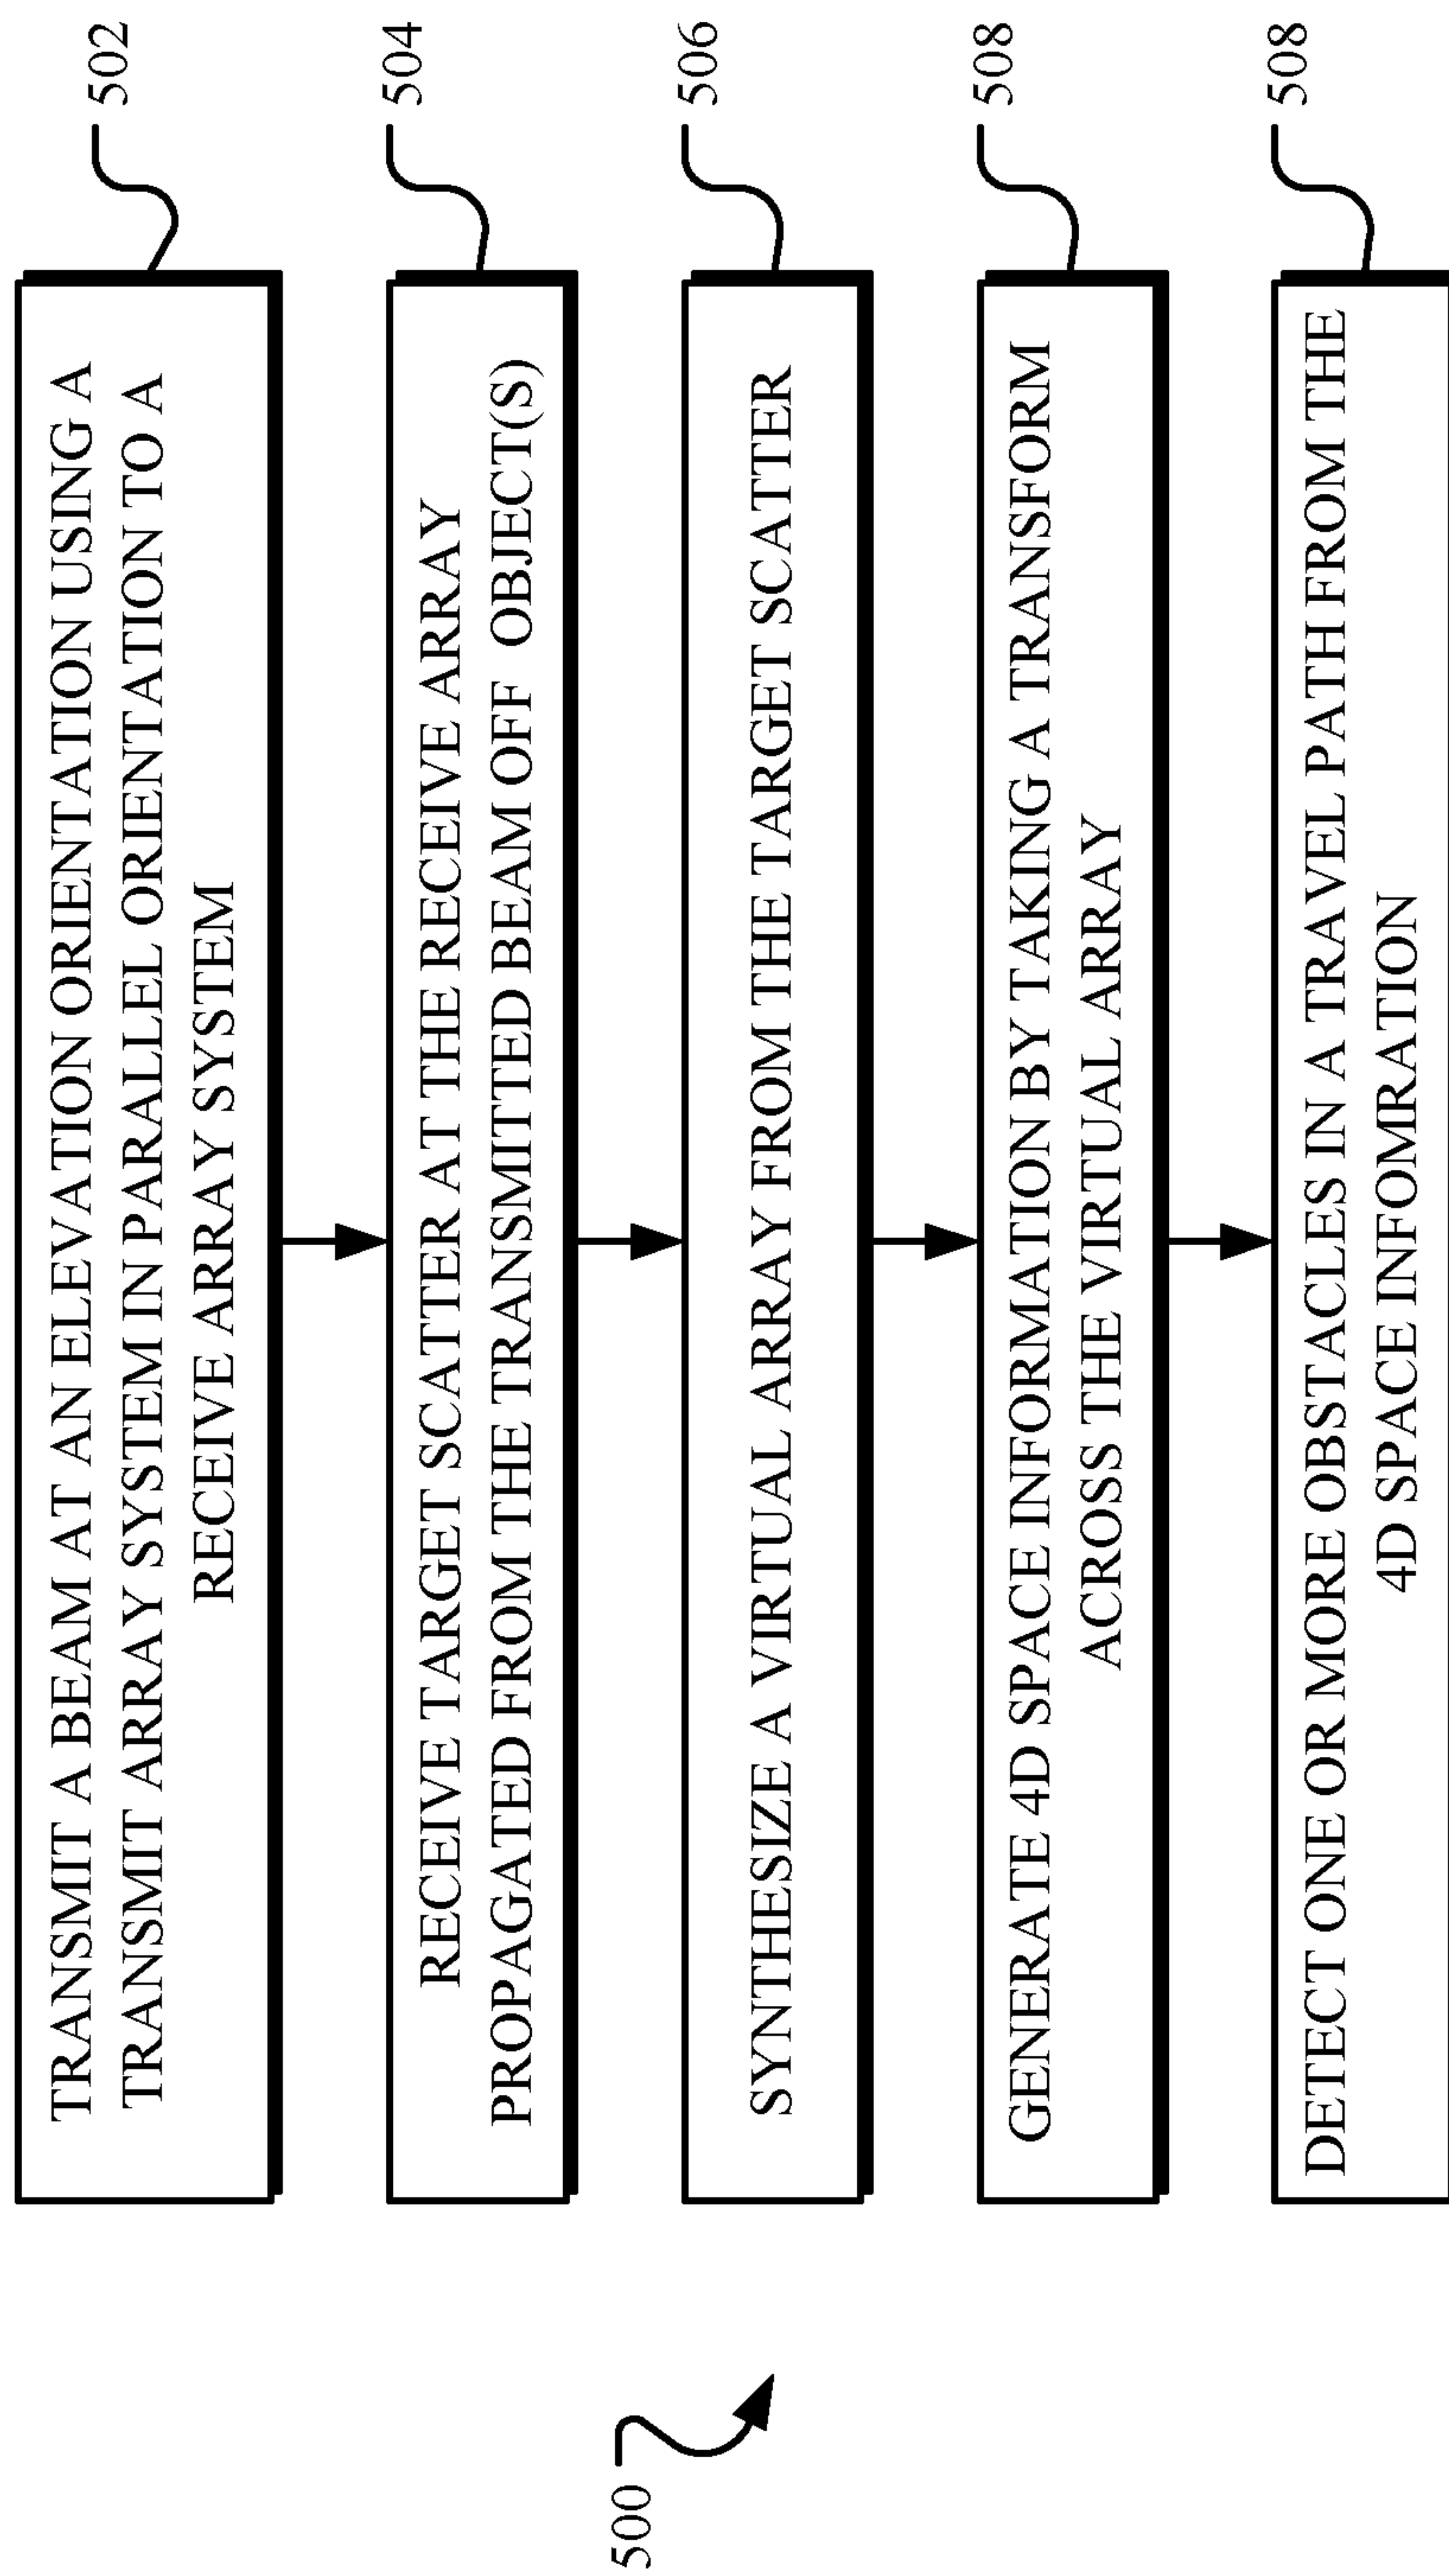 TRANSMIT A BEAM AT AN ELEVATION ORIENTATION USING A
TRANSMIT ARRAY SYSTEM IN PARALLEL ORIENTATION TO A
RECEIVE ARRAY SYSTEM
502
RECEIVE TARGET SCATTER AT THE RECEIVE ARRAY
PROPAGATED FROM THE TRANSMITTED BEAM OFF OBJECT(S)
504
SYNTHESIZE A VIRTUAL ARRAY FROM THE TARGET SCATTER
506
500
GENERATE 4D SPACE INFORMATION BY TAKING A TRANSFORM
ACROSS THE VIRTUAL ARRAY
508
DETECT ONE OR MORE OBSTACLES IN A TRAVEL PATH FROM THE
4D SPACE INFOMRATION
508